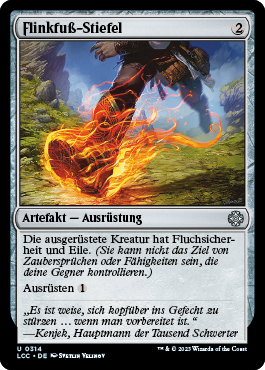 Flinkfuß-Stiefel 2
Artefakt — Ausrüstung
Die ausgerüstete Kreatur hat Fluchsicher-
heit und Eile. (Sie kann nicht das Ziel von
Zaubersprüchen oder Fähigkeiten sein, die
deine Gegner kontrollieren.)
Ausrüsten 1
„Es ist weise, sich kopfüber ins Gefecht zu
stürzen … wenn man vorbereitet ist.“
—Kenjek, Hauptmann der Tausend Schwerter
U 0314
LCC • DE Svetlin Velinov
™ & © 2023 Wizards of the Coast